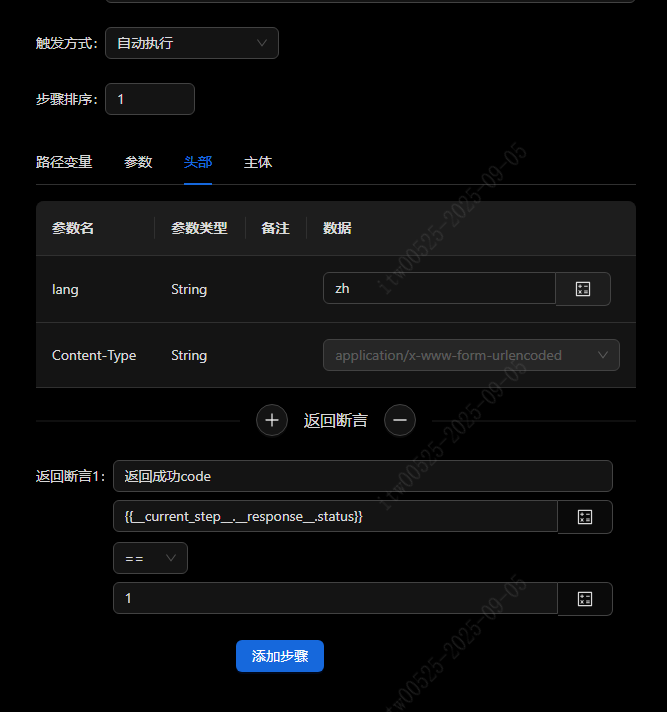 触发方式： 自动执行
步骤排序： 1
路径变量 参数 头部 主体
参数名 参数类型 备注 数据
lang String zh
Content-Type String application/x-www-form-urlencoded
返回断言
返回断言1： 返回成功code
{{__current_step__.__response__.status}}
==
1
添加步骤
itw00525-2025-09-05
itw00525-2025-09-05
itw00525-2025-09-05